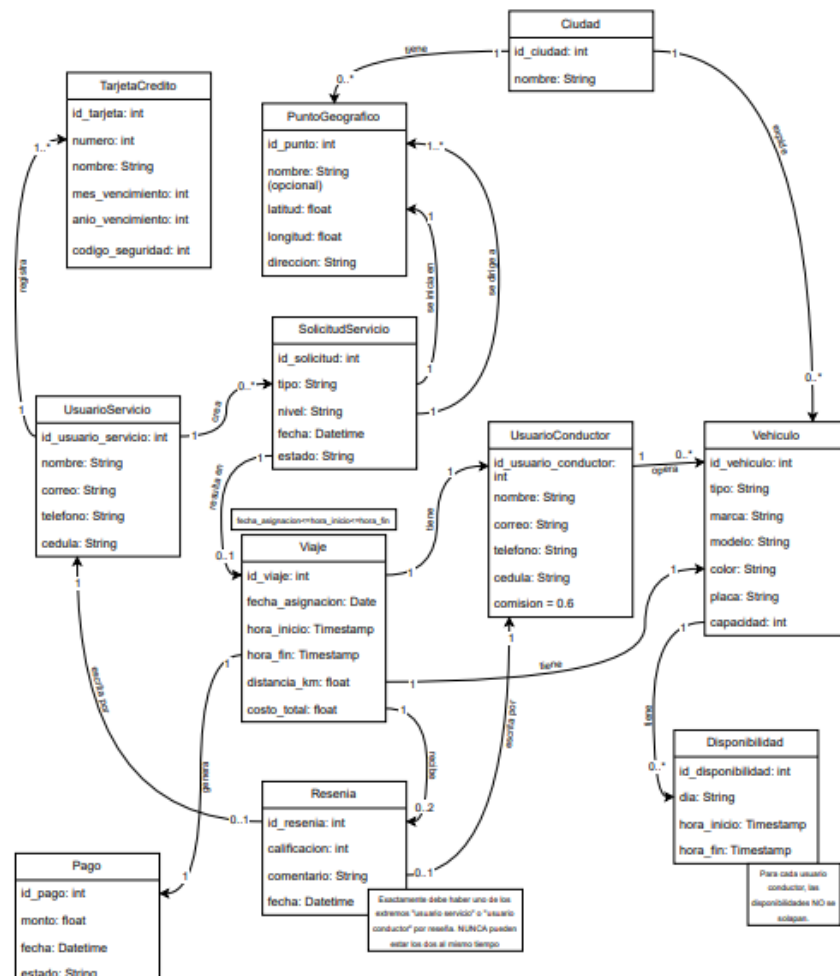 Ciudad
id_ciudad: int
nombre: String
tiene
1
0..*
1
expide
0..*
TarjetaCredito
id_tarjeta: int
numero: int
nombre: String
mes_vencimiento: int
anio_vencimiento: int
codigo_seguridad: int
1..*
registra
1
PuntoGeografico
id_punto: int
nombre: String
(opcional)
latitud: float
longitud: float
direccion: String
1..*
1
se inicia en
se dirige a
1
1
SolicitudServicio
id_solicitud: int
tipo: String
nivel: String
fecha: Datetime
estado: String
0..*
crea
1
1
resulta en
0..1
UsuarioServicio
id_usuario_servicio: int
nombre: String
correo: String
telefono: String
cedula: String
1
UsuarioConductor
id_usuario_conductor:
int
nombre: String
correo: String
telefono: String
cedula: String
comision = 0.6
1
opera
0..*
1
tiene
1
1
Vehiculo
id_vehiculo: int
tipo: String
marca: String
modelo: String
color: String
placa: String
capacidad: int
1
1
tiene
0..*
fecha_asignacion<=hora_inicio<=hora_fin
Viaje
id_viaje: int
fecha_asignacion: Date
hora_inicio: Timestamp
hora_fin: Timestamp
distancia_km: float
costo_total: float
1
tiene
1
recibe
0..2
1
genera
1
escrita por
0..1
escrita por
0..1
Resenia
id_resenia: int
calificacion: int
comentario: String
fecha: Datetime
Exactamente debe haber uno de los
extremos "usuario servicio" o "usuario
conductor" por reseña. NUNCA pueden
estar los dos al mismo tiempo
Disponibilidad
id_disponibilidad: int
dia: String
hora_inicio: Timestamp
hora_fin: Timestamp
Para cada usuario
conductor, las
disponibilidades NO se
solapan.
Pago
id_pago: int
monto: float
fecha: Datetime
estado: String